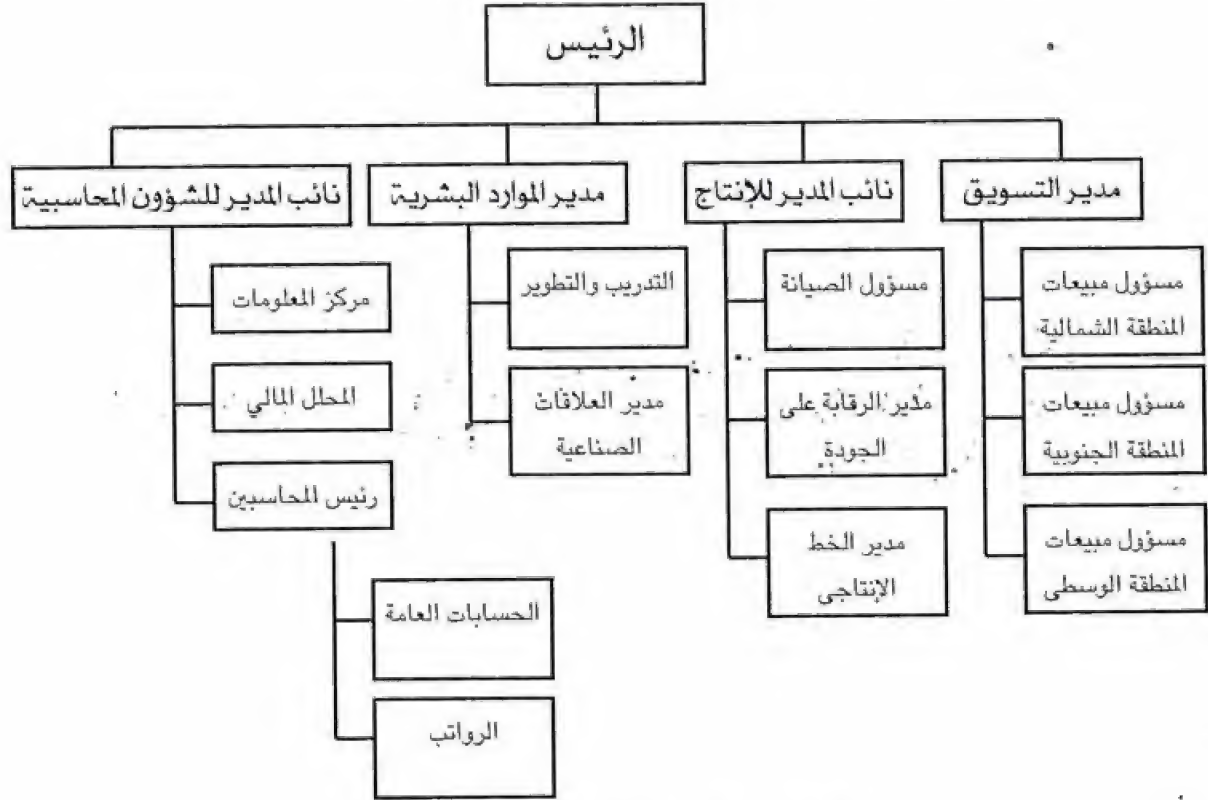 الرئيس
مدير التسويق
نائب المدير للإنتاج
مدير الموارد البشرية
نائب المدير للشؤون المحاسبية
مسؤول مبيعات
المنطقة الشمالية
مسؤول مبيعات
المنطقة الجنوبية
مسؤول مبيعات
المنطقة الوسطى
مسؤول الصيانة
مدير الرقابة على
الجودة
مدير الخط
الإنتاجي
التدريب والتطوير
مدير العلاقات
الصناعية
مركز المعلومات
المحلل المالي
رئيس المحاسبين
الحسابات العامة
الرواتب